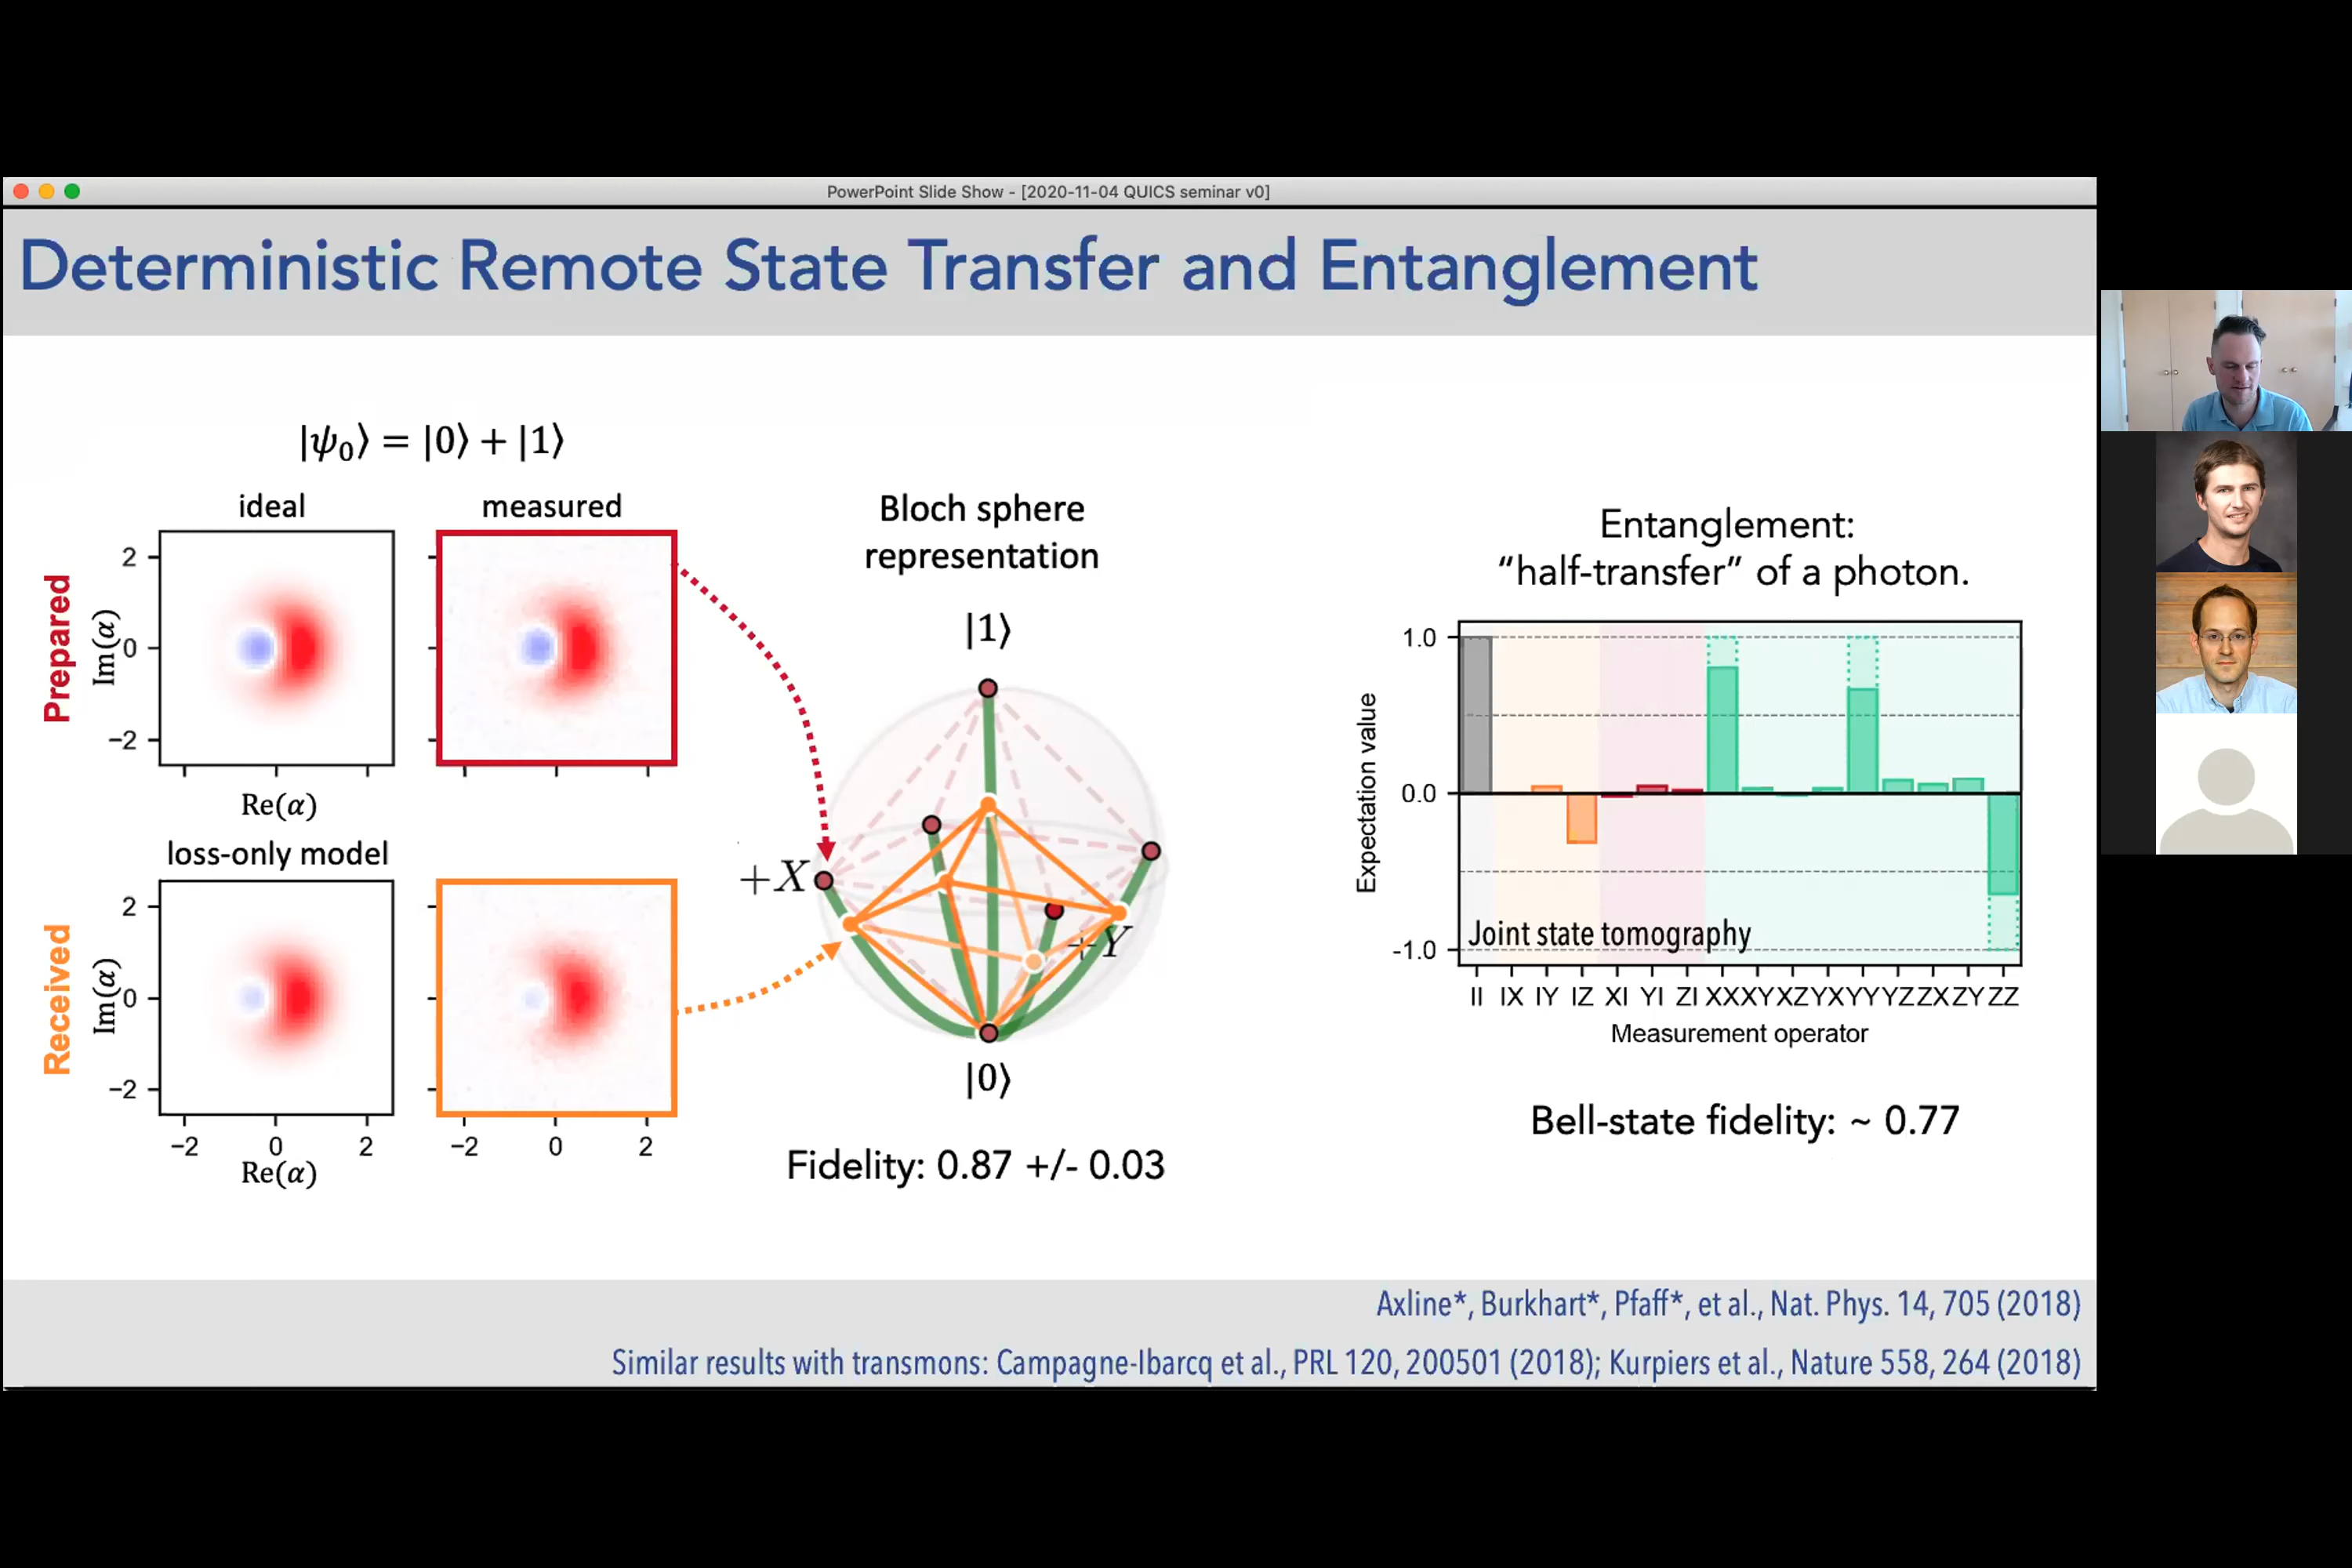 PowerPoint Slide Show - [2020-11-04 QUICS seminar v0]
Deterministic Remote State Transfer and Entanglement
|ψ₀⟩ = |0⟩ + |1⟩
ideal
measured
Prepared
Im(α)
2
0
−2
Re(α)
loss-only model
Received
Im(α)
2
0
−2
−2 0 2
Re(α)
−2 0 2
Bloch sphere
representation
|1⟩
+X
+Y
|0⟩
Fidelity: 0.87 +/- 0.03
Entanglement:
“half-transfer” of a photon.
Expectation value
1.0
0.0
-1.0
Joint state tomography
II IX IY IZ XI YI ZI XX XY XZ YX YY YZ ZX ZY ZZ
Measurement operator
Bell-state fidelity: ~ 0.77
Axline*, Burkhart*, Pfaff*, et al., Nat. Phys. 14, 705 (2018)
Similar results with transmons: Campagne-Ibarcq et al., PRL 120, 200501 (2018); Kurpiers et al., Nature 558, 264 (2018)